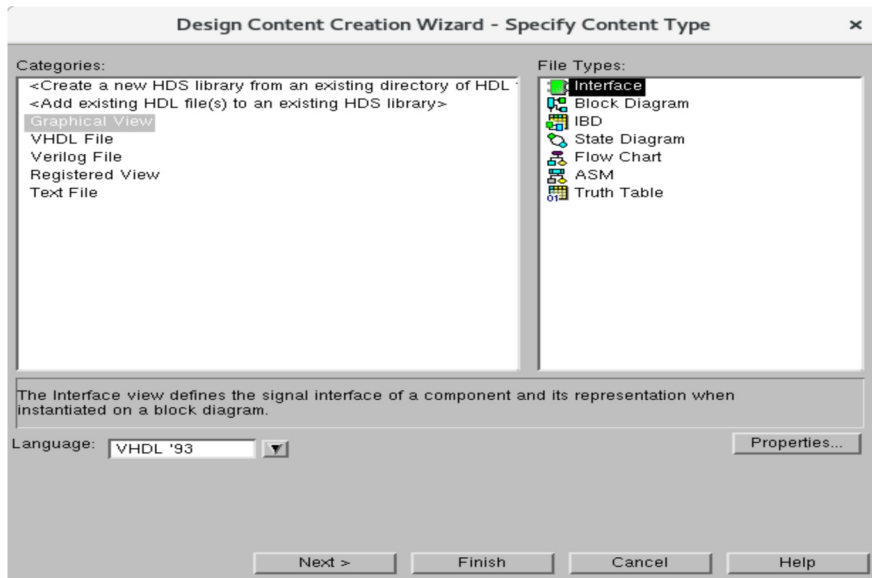 Design Content Creation Wizard - Specify Content Type
×
Categories:
<Create a new HDS library from an existing directory of HDL
<Add existing HDL file(s) to an existing HDS library>
Graphical View
VHDL File
Verilog File
Registered View
Text File
File Types:
Interface
Block Diagram
IBD
State Diagram
Flow Chart
ASM
Truth Table
The Interface view defines the signal interface of a component and its representation when
instantiated on a block diagram.
Language: VHDL '93
Properties...
Next > Finish Cancel Help